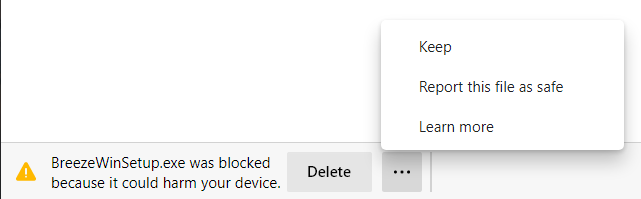 Keep
Report this file as safe
Learn more
BreezeWinSetup.exe was blocked
because it could harm your device.
Delete
...